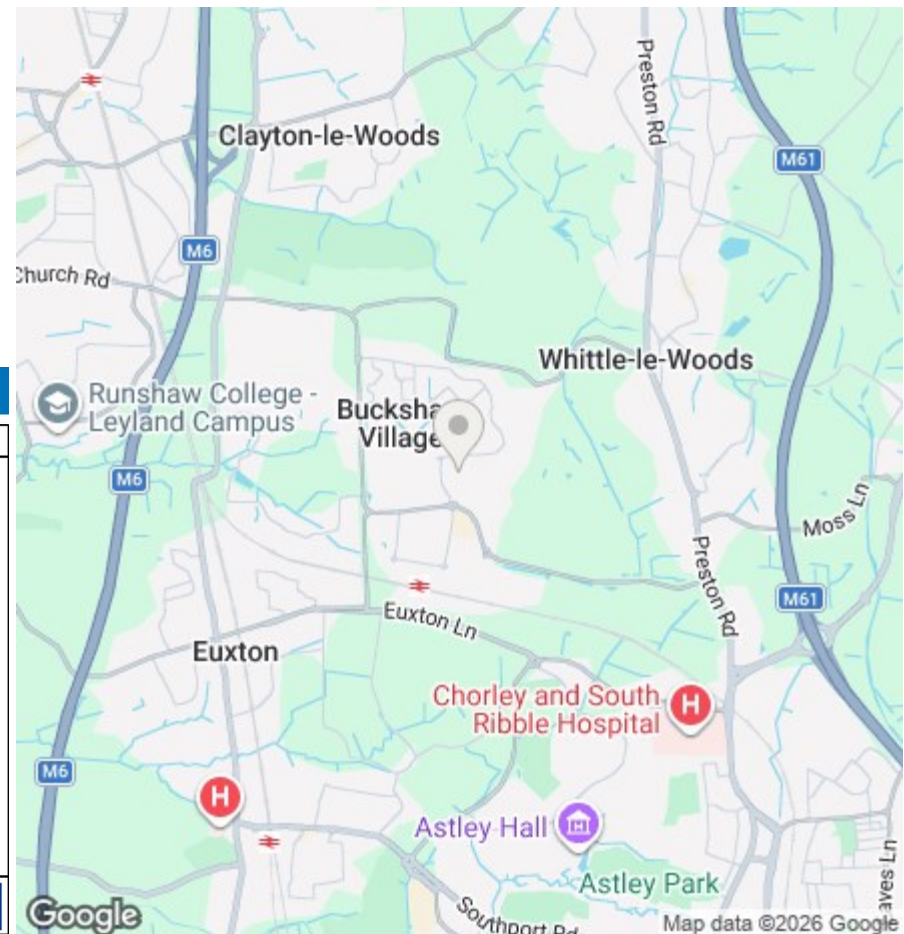 Preston Rd
Clayton-le-Woods
M61
M6
Church Rd
Whittle-le-Woods
Runshaw College -
Leyland Campus
Village
M6
Moss Ln
Preston Rd
M61
Euxton Ln
Euxton
Chorley and South
Ribble Hospital
H
M6
H
Astley Hall
Astley Park
Southport Rd
Google
Map data ©2026 Google